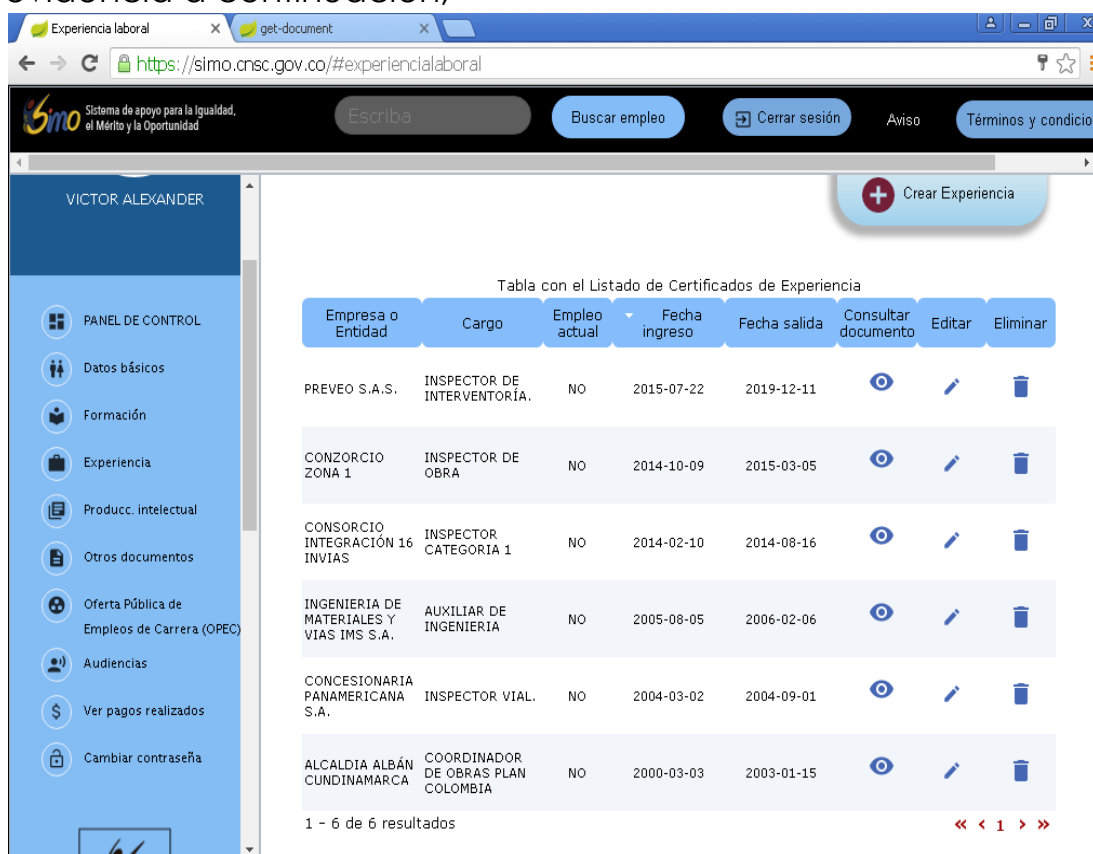 Experiencia laboral
get-document
https://simo.cnsc.gov.co/#experiencialaboral
Simo
Sistema de apoyo para la Igualdad,
el Mérito y la Oportunidad
Escriba
Buscar empleo
Cerrar sesión
Aviso
Términos y condicio
VICTOR ALEXANDER
PANEL DE CONTROL
Datos básicos
Formación
Experiencia
Producc. intelectual
Otros documentos
Oferta Pública de
Empleos de Carrera (OPEC)
Audiencias
Ver pagos realizados
Cambiar contraseña
Crear Experiencia
Tabla con el Listado de Certificados de Experiencia
Empresa o Entidad Cargo Empleo actual Fecha ingreso Fecha salida Consultar documento Editar Eliminar
PREVEO S.A.S. INSPECTOR DE INTERVENTORÍA. NO 2015-07-22 2019-12-11
CONZORCIO ZONA 1 INSPECTOR DE OBRA NO 2014-10-09 2015-03-05
CONSORCIO INTEGRACIÓN 16 INVIAS INSPECTOR CATEGORIA 1 NO 2014-02-10 2014-08-16
INGENIERIA DE MATERIALES Y VIAS IMS S.A. AUXILIAR DE INGENIERIA NO 2005-08-05 2006-02-06
CONCESIONARIA PANAMERICANA S.A. INSPECTOR VIAL. NO 2004-03-02 2004-09-01
ALCALDIA ALBÁN CUNDINAMARCA COORDINADOR DE OBRAS PLAN COLOMBIA NO 2000-03-03 2003-01-15
1 - 6 de 6 resultados
« < 1 > »